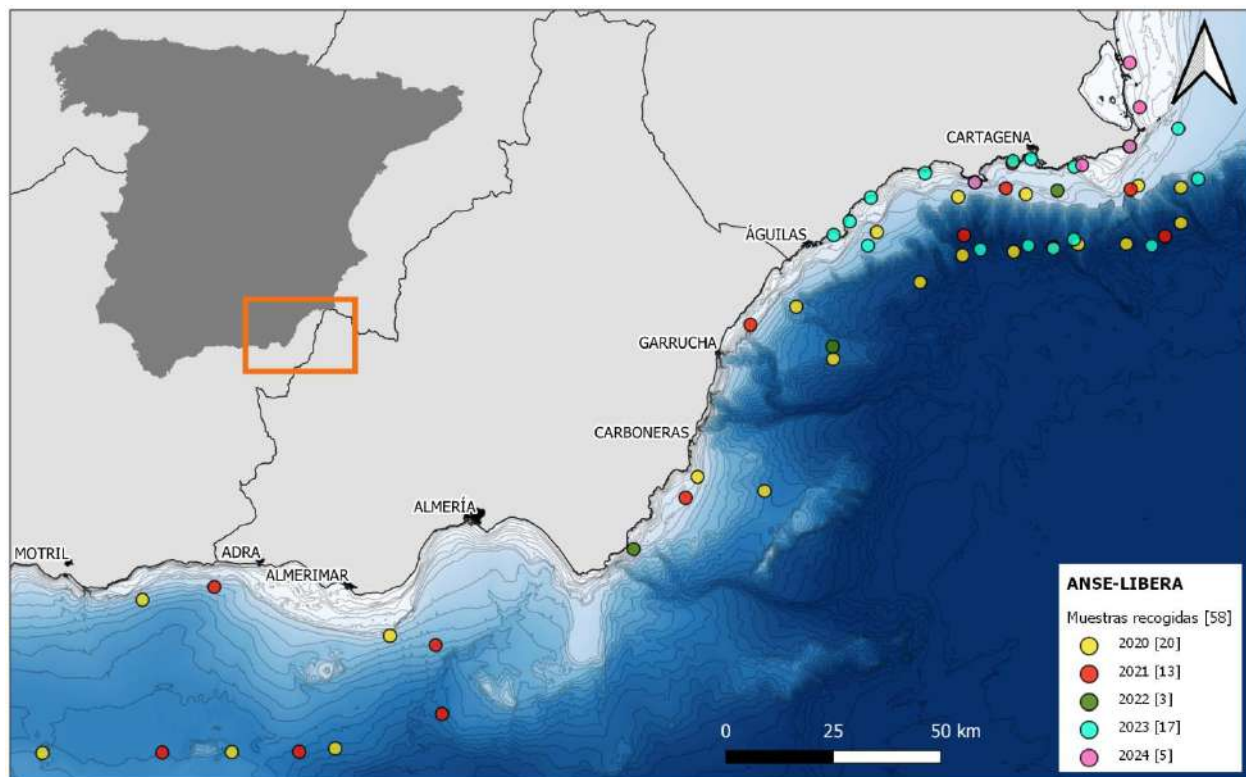 CARTAGENA
ÁGUILAS
GARRUCHA
CARBONERAS
ALMERÍA
MOTRIL
ADRA
ALMERIMAR
0 25 50 km
ANSE-LIBERA
Muestras recogidas [58]
2020 [20]
2021 [13]
2022 [3]
2023 [17]
2024 [5]